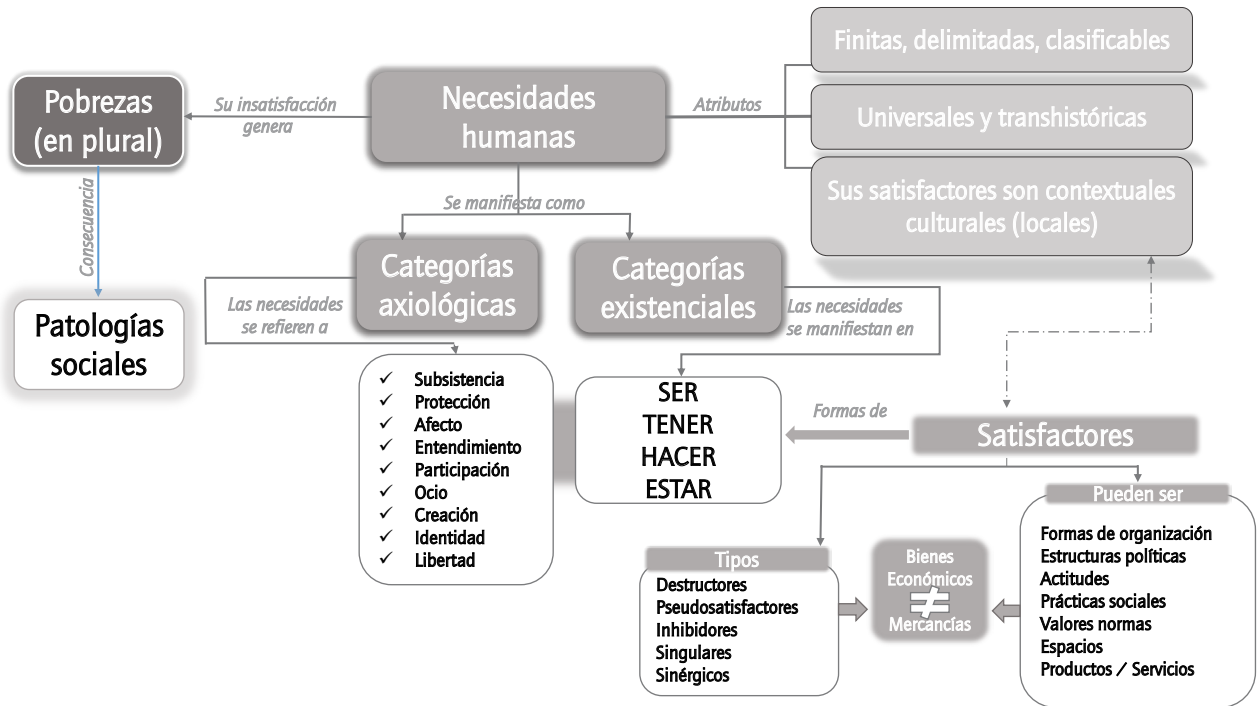 Finitas, delimitadas, clasificables
Pobrezas
(en plural)
Su insatisfacción
genera
Necesidades
humanas
Atributos
Universales y transhistóricas
Sus satisfactores son contextuales
culturales (locales)
Consecuencia
Se manifiesta como
Patologías
sociales
Las necesidades
se refieren a
Categorías
axiológicas
Categorías
existenciales
Las necesidades
se manifiestan en
✓ Subsistencia
✓ Protección
✓ Afecto
✓ Entendimiento
✓ Participación
✓ Ocio
✓ Creación
✓ Identidad
✓ Libertad
SER
TENER
HACER
ESTAR
Formas de
Satisfactores
Tipos
Destructores
Pseudosatisfactores
Inhibidores
Singulares
Sinérgicos
Bienes
Económicos
≠
Mercancías
Pueden ser
Formas de organización
Estructuras políticas
Actitudes
Prácticas sociales
Valores normas
Espacios
Productos / Servicios